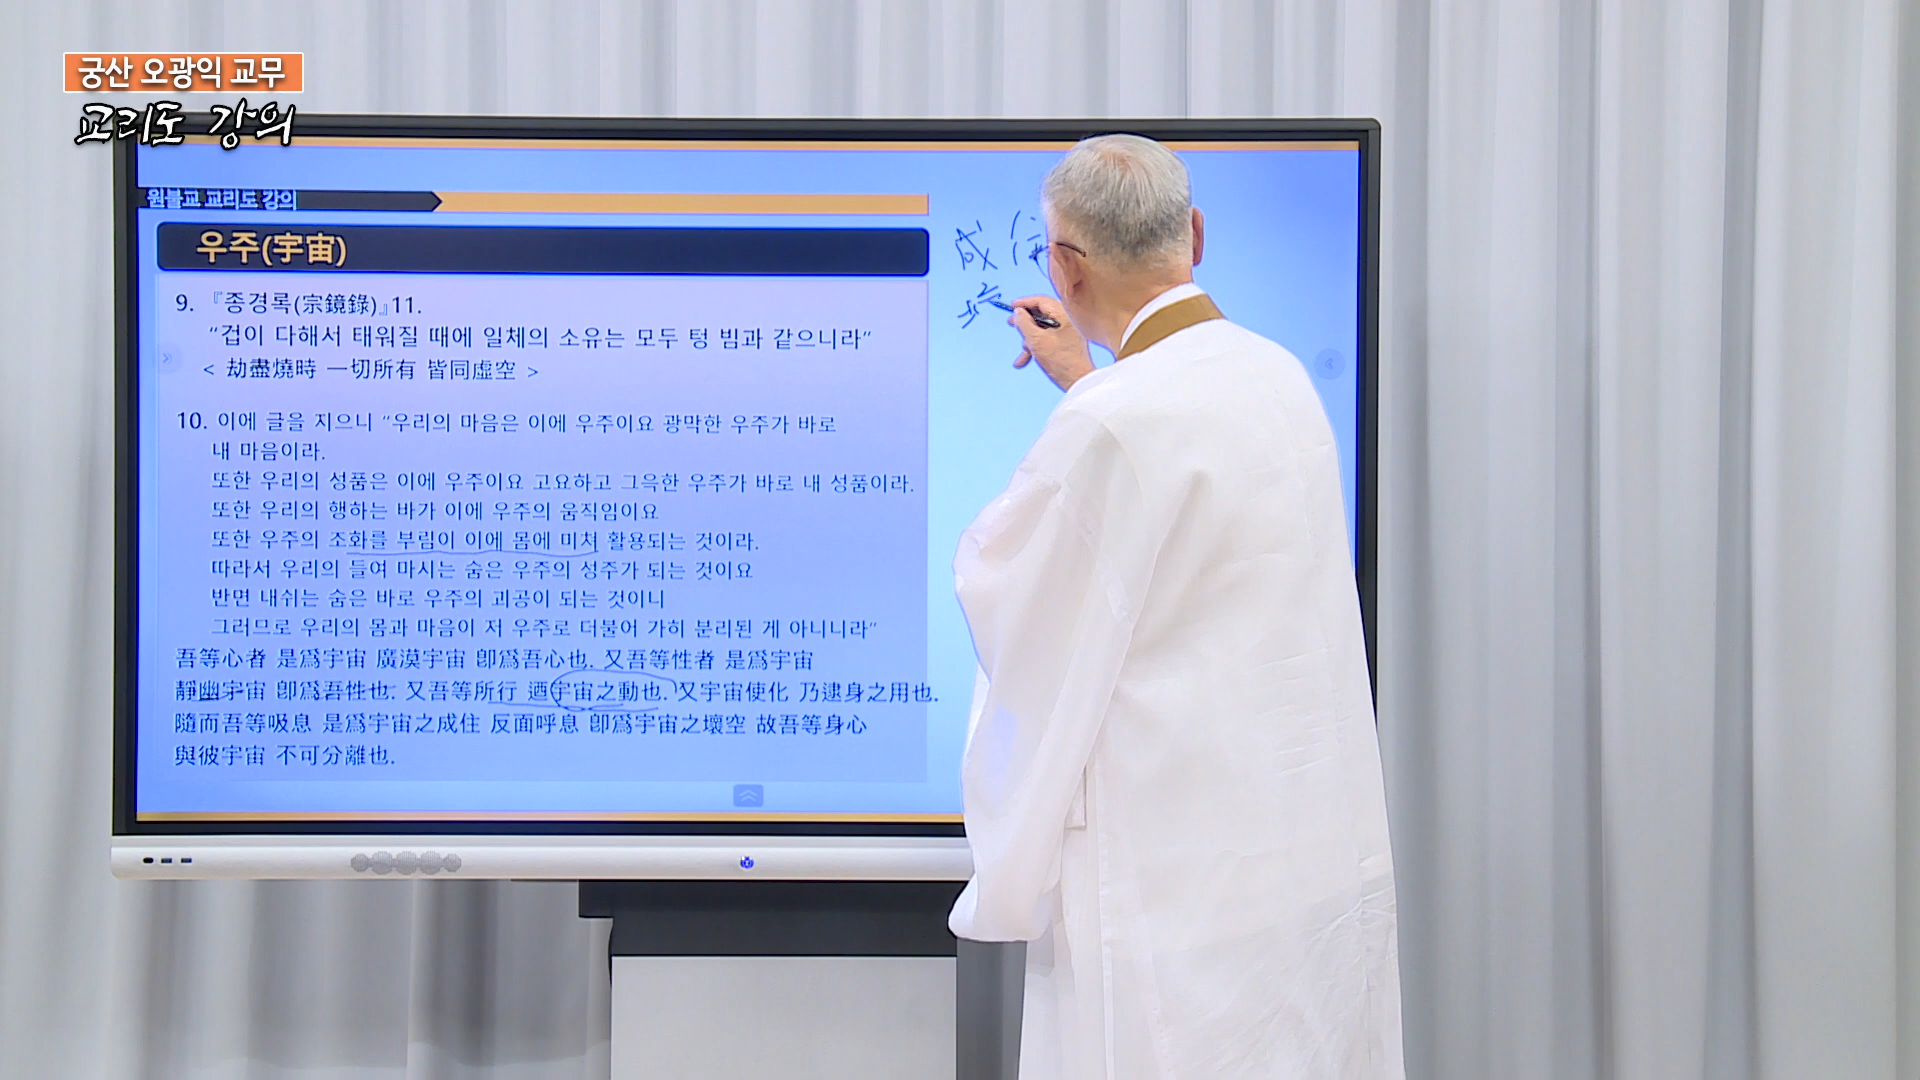 궁산 오광익 교무
교리도 강의
원불교 교리도 강의
우주(宇宙)
9. 『종경록(宗鏡錄)』11.
“겁이 다해서 태워질 때에 일체의 소유는 모두 텅 빔과 같으니라”
< 劫盡燒時 一切所有 皆同虛空 >
10. 이에 글을 지으니 “우리의 마음은 이에 우주이요 광막한 우주가 바로
내 마음이라.
또한 우리의 성품은 이에 우주이요 고요하고 그윽한 우주가 바로 내 성품이라.
또한 우리의 행하는 바가 이에 우주의 움직임이요
또한 우주의 조화를 부림이 이에 몸에 미쳐 활용되는 것이라.
따라서 우리의 들여 마시는 숨은 우주의 성주가 되는 것이요
반면 내쉬는 숨은 바로 우주의 괴공이 되는 것이니
그러므로 우리의 몸과 마음이 저 우주로 더불어 가히 분리된 게 아니니라”
吾等心者 是爲宇宙 廣漠宇宙 卽爲吾心也. 又吾等性者 是爲宇宙
靜幽宇宙 卽爲吾性也. 又吾等所行 迺宇宙之動也. 又宇宙使化 乃逮身之用也.
隨而吾等吸息 是爲宇宙之成住 反面呼息 卽爲宇宙之壞空 故吾等身心
與彼宇宙 不可分離也.
成